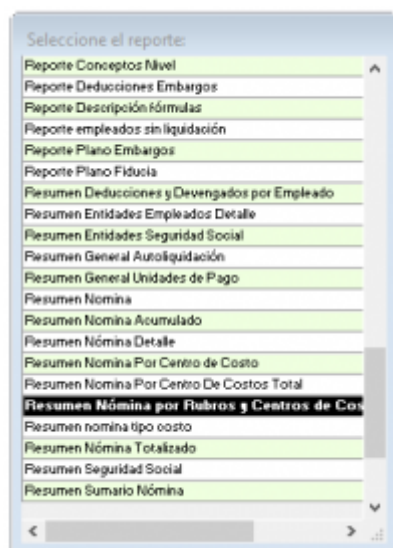 Seleccione el reporte:
Reporte Conceptos Nivel
Reporte Deducciones Embargos
Reporte Descripción fórmulas
Reporte empleados sin liquidación
Reporte Plano Embargos
Reporte Plano Fiducia
Resumen Deducciones y Devengados por Empleado
Resumen Entidades Empleados Detalle
Resumen Entidades Seguridad Social
Resumen General Autoliquidación
Resumen General Unidades de Pago
Resumen Nomina
Resumen Nomina Acumulado
Resumen Nómina Detalle
Resumen Nomina Por Centro de Costo
Resumen Nomina Por Centro De Costos Total
Resumen Nómina por Rubros y Centros de Cos
Resumen nomina tipo costo
Resumen Nómina Totalizado
Resumen Seguridad Social
Resumen Sumario Nómina